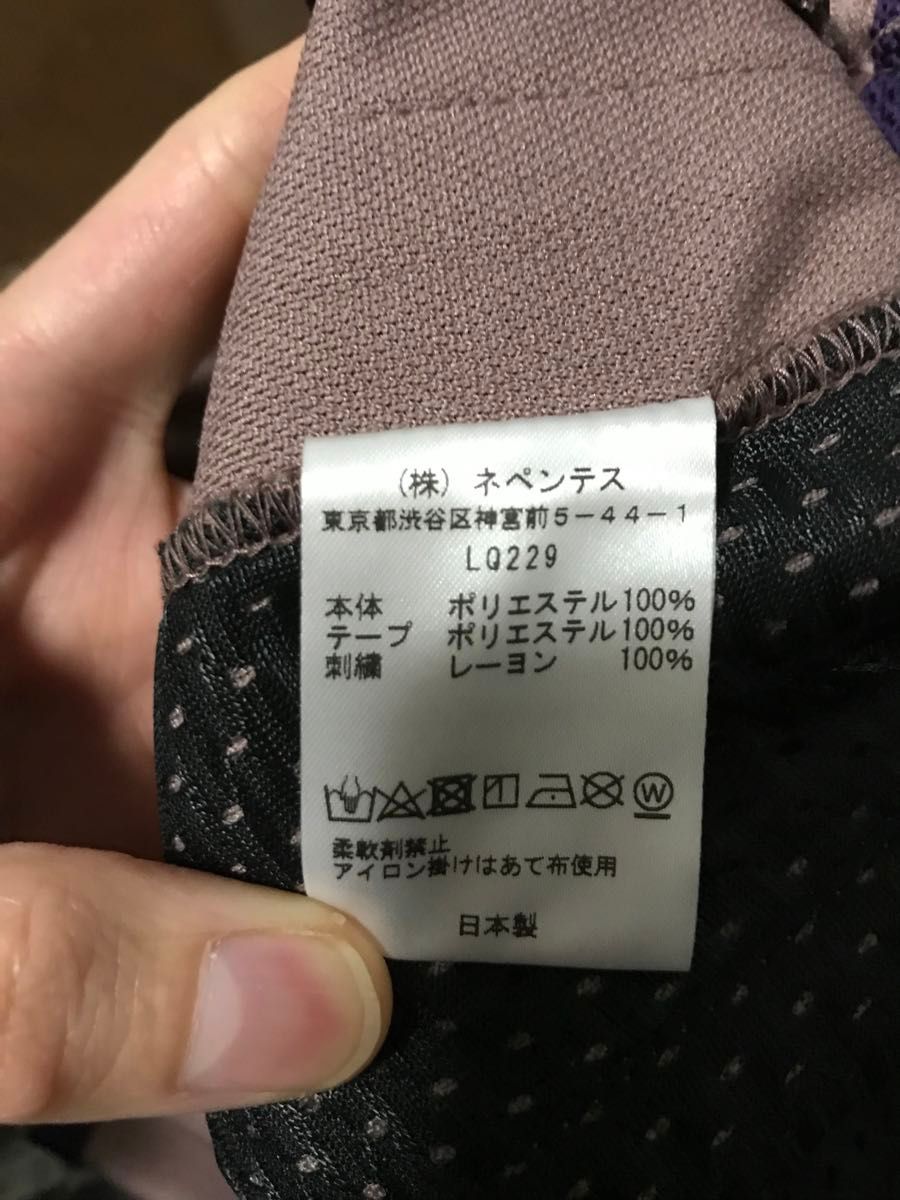 (株) ネペンテス
東京都渋谷区神宮前5-44-1
LQ229
本体 ポリエステル100%
テープ ポリエステル100%
刺繍 レーヨン 100%
W
柔軟剤禁止
アイロン掛けはあて布使用
日本製